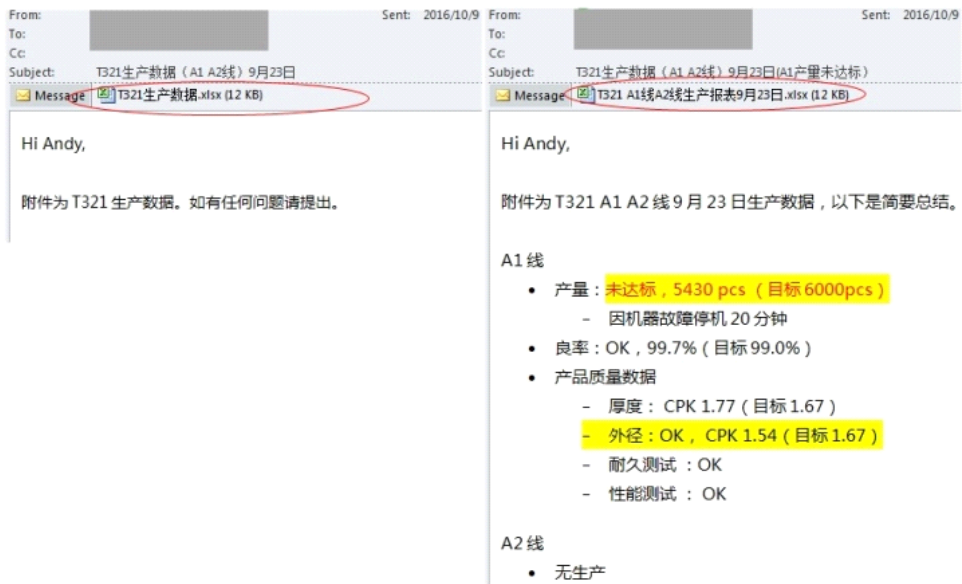 From:
Sent: 2016/10/9
To:
Cc:
Subject: T321生产数据（A1 A2线）9月23日
Message T321生产数据.xlsx (12 KB)
Hi Andy,
附件为 T321 生产数据。如有任何问题请提出。
From:
Sent: 2016/10/9
To:
Cc:
Subject: T321生产数据（A1 A2线）9月23日(A1产量未达标）
Message T321 A1线A2线生产报表9月23日.xlsx (12 KB)
Hi Andy,
附件为 T321 A1 A2 线 9 月 23 日生产数据，以下是简要总结。
A1 线
• 产量：未达标，5430 pcs （目标 6000pcs）
– 因机器故障停机 20 分钟
• 良率：OK，99.7%（目标 99.0%）
• 产品质量数据
– 厚度： CPK 1.77（目标 1.67）
– 外径：OK， CPK 1.54（目标 1.67）
– 耐久测试 ：OK
– 性能测试 ： OK
A2 线
• 无生产